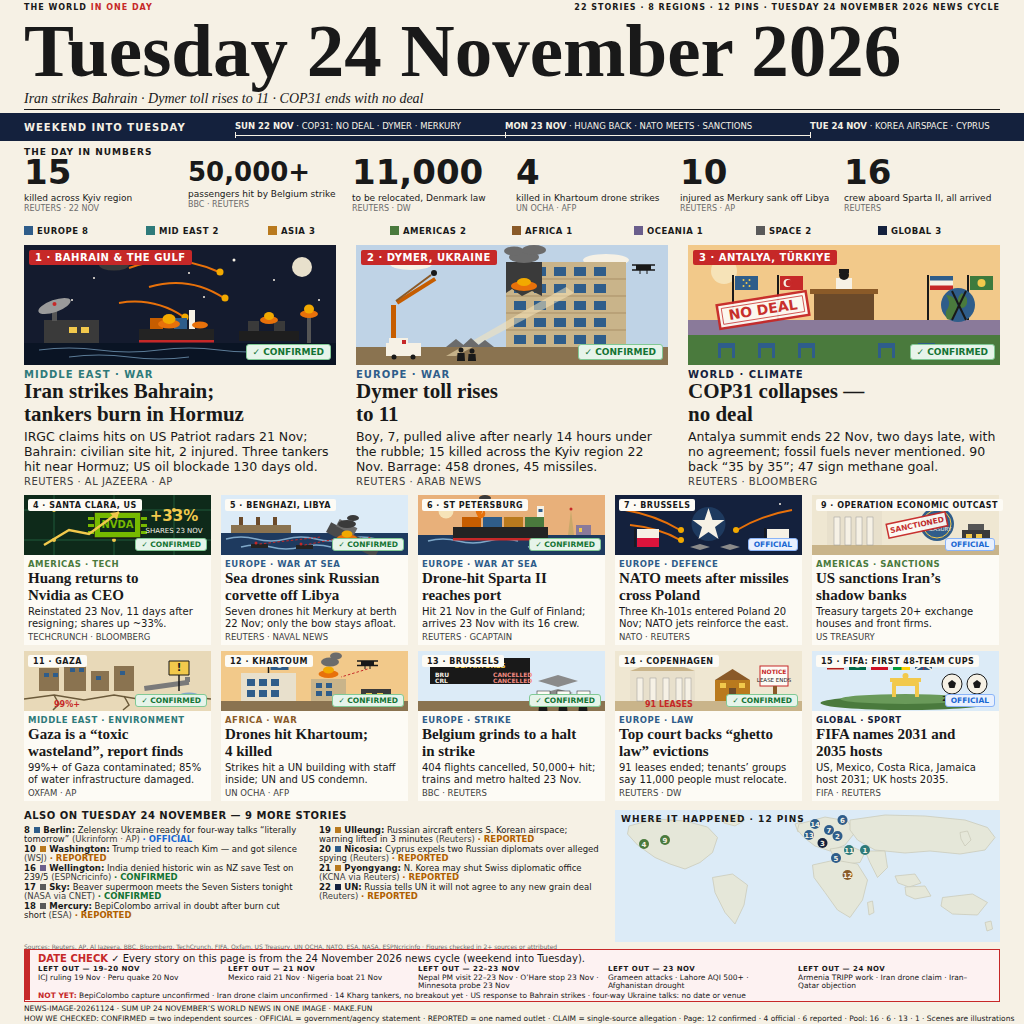 THE WORLD IN ONE DAY
22 STORIES · 8 REGIONS · 12 PINS · TUESDAY 24 NOVEMBER 2026 NEWS CYCLE
Tuesday 24 November 2026
Iran strikes Bahrain · Dymer toll rises to 11 · COP31 ends with no deal
WEEKEND INTO TUESDAY
SUN 22 NOV · COP31: NO DEAL · DYMER · MERKURY
MON 23 NOV · HUANG BACK · NATO MEETS · SANCTIONS
TUE 24 NOV · KOREA AIRSPACE · CYPRUS
THE DAY IN NUMBERS
15
killed across Kyiv region
REUTERS · 22 NOV
50,000+
passengers hit by Belgium strike
BBC · REUTERS
11,000
to be relocated, Denmark law
REUTERS · DW
4
killed in Khartoum drone strikes
UN OCHA · AFP
10
injured as Merkury sank off Libya
REUTERS · AP
16
crew aboard Sparta II, all arrived
REUTERS
EUROPE 8
MID EAST 2
ASIA 3
AMERICAS 2
AFRICA 1
OCEANIA 1
SPACE 2
GLOBAL 3
1 · BAHRAIN & THE GULF
✓ CONFIRMED
MIDDLE EAST · WAR
Iran strikes Bahrain;
tankers burn in Hormuz
IRGC claims hits on US Patriot radars 21 Nov;
Bahrain: civilian site hit, 2 injured. Three tankers
hit near Hormuz; US oil blockade 130 days old.
REUTERS · AL JAZEERA · AP
2 · DYMER, UKRAINE
✓ CONFIRMED
EUROPE · WAR
Dymer toll rises
to 11
Boy, 7, pulled alive after nearly 14 hours under
the rubble; 15 killed across the Kyiv region 22
Nov. Barrage: 458 drones, 45 missiles.
REUTERS · ARAB NEWS
3 · ANTALYA, TÜRKIYE
NO DEAL
✓ CONFIRMED
WORLD · CLIMATE
COP31 collapses —
no deal
Antalya summit ends 22 Nov, two days late, with
no agreement; fossil fuels never mentioned. 90
back “35 by 35”; 47 sign methane goal.
REUTERS · BLOOMBERG
4 · SANTA CLARA, US
NVDA
+33%
SHARES 23 NOV
✓ CONFIRMED
AMERICAS · TECH
Huang returns to
Nvidia as CEO
Reinstated 23 Nov, 11 days after
resigning; shares up ~33%.
TECHCRUNCH · BLOOMBERG
5 · BENGHAZI, LIBYA
✓ CONFIRMED
EUROPE · WAR AT SEA
Sea drones sink Russian
corvette off Libya
Seven drones hit Merkury at berth
22 Nov; only the bow stays afloat.
REUTERS · NAVAL NEWS
6 · ST PETERSBURG
✓ CONFIRMED
EUROPE · WAR AT SEA
Drone-hit Sparta II
reaches port
Hit 21 Nov in the Gulf of Finland;
arrives 23 Nov with its 16 crew.
REUTERS · GCAPTAIN
7 · BRUSSELS
OFFICIAL
EUROPE · DEFENCE
NATO meets after missiles
cross Poland
Three Kh-101s entered Poland 20
Nov; NATO jets reinforce the east.
NATO · REUTERS
9 · OPERATION ECONOMIC OUTCAST
SANCTIONED
OFFICIAL
AMERICAS · SANCTIONS
US sanctions Iran’s
shadow banks
Treasury targets 20+ exchange
houses and front firms.
US TREASURY
11 · GAZA
!
99%+
✓ CONFIRMED
MIDDLE EAST · ENVIRONMENT
Gaza is a “toxic
wasteland”, report finds
99%+ of Gaza contaminated; 85%
of water infrastructure damaged.
OXFAM · AP
12 · KHARTOUM
✓ CONFIRMED
AFRICA · WAR
Drones hit Khartoum;
4 killed
Strikes hit a UN building with staff
inside; UN and US condemn.
UN OCHA · AFP
13 · BRUSSELS
BRU CANCELLED
CRL CANCELLED
✓ CONFIRMED
EUROPE · STRIKE
Belgium grinds to a halt
in strike
404 flights cancelled, 50,000+ hit;
trains and metro halted 23 Nov.
BBC · REUTERS
14 · COPENHAGEN
NOTICE
LEASE ENDS
91 LEASES
✓ CONFIRMED
EUROPE · LAW
Top court backs “ghetto
law” evictions
91 leases ended; tenants’ groups
say 11,000 people must relocate.
REUTERS · DW
15 · FIFA: FIRST 48-TEAM CUPS
OFFICIAL
GLOBAL · SPORT
FIFA names 2031 and
2035 hosts
US, Mexico, Costa Rica, Jamaica
host 2031; UK hosts 2035.
FIFA · REUTERS
ALSO ON TUESDAY 24 NOVEMBER — 9 MORE STORIES
8 Berlin: Zelensky: Ukraine ready for four-way talks “literally
tomorrow” (Ukrinform · AP) · OFFICIAL
10 Washington: Trump tried to reach Kim — and got silence
(WSJ) · REPORTED
16 Wellington: India denied historic win as NZ save Test on
239/5 (ESPNcricinfo) · CONFIRMED
17 Sky: Beaver supermoon meets the Seven Sisters tonight
(NASA via CNET) · CONFIRMED
18 Mercury: BepiColombo arrival in doubt after burn cut
short (ESA) · REPORTED
19 Ulleung: Russian aircraft enters S. Korean airspace;
warning lifted in 3 minutes (Reuters) · REPORTED
20 Nicosia: Cyprus expels two Russian diplomats over alleged
spying (Reuters) · REPORTED
21 Pyongyang: N. Korea may shut Swiss diplomatic office
(KCNA via Reuters) · REPORTED
22 UN: Russia tells UN it will not agree to any new grain deal
(Reuters) · REPORTED
WHERE IT HAPPENED · 12 PINS
4
9
14
6
13
7
2
3
11
1
5
12
Sources: Reuters, AP, Al Jazeera, BBC, Bloomberg, TechCrunch, FIFA, Oxfam, US Treasury, UN OCHA, NATO, ESA, NASA, ESPNcricinfo · Figures checked in 2+ sources or attributed
DATE CHECK ✓ Every story on this page is from the 24 November 2026 news cycle (weekend into Tuesday).
LEFT OUT — 19–20 NOV
ICJ ruling 19 Nov · Peru quake 20 Nov
LEFT OUT — 21 NOV
Mexico raid 21 Nov · Nigeria boat 21 Nov
LEFT OUT — 22–23 NOV
Nepal PM visit 22–23 Nov · O’Hare stop 23 Nov ·
Minnesota probe 23 Nov
LEFT OUT — 23 NOV
Grameen attacks · Lahore AQI 500+ ·
Afghanistan drought
LEFT OUT — 24 NOV
Armenia TRIPP work · Iran drone claim · Iran–
Qatar objection
NOT YET: BepiColombo capture unconfirmed · Iran drone claim unconfirmed · 14 Kharg tankers, no breakout yet · US response to Bahrain strikes · four-way Ukraine talks: no date or venue
NEWS-IMAGE-20261124 · SUM UP 24 NOVEMBER’S WORLD NEWS IN ONE IMAGE · MAKE.FUN
HOW WE CHECKED: CONFIRMED = two independent sources · OFFICIAL = government/agency statement · REPORTED = one named outlet · CLAIM = single-source allegation · Page: 12 confirmed · 4 official · 6 reported · Pool: 16 · 6 · 13 · 1 · Scenes are illustrations